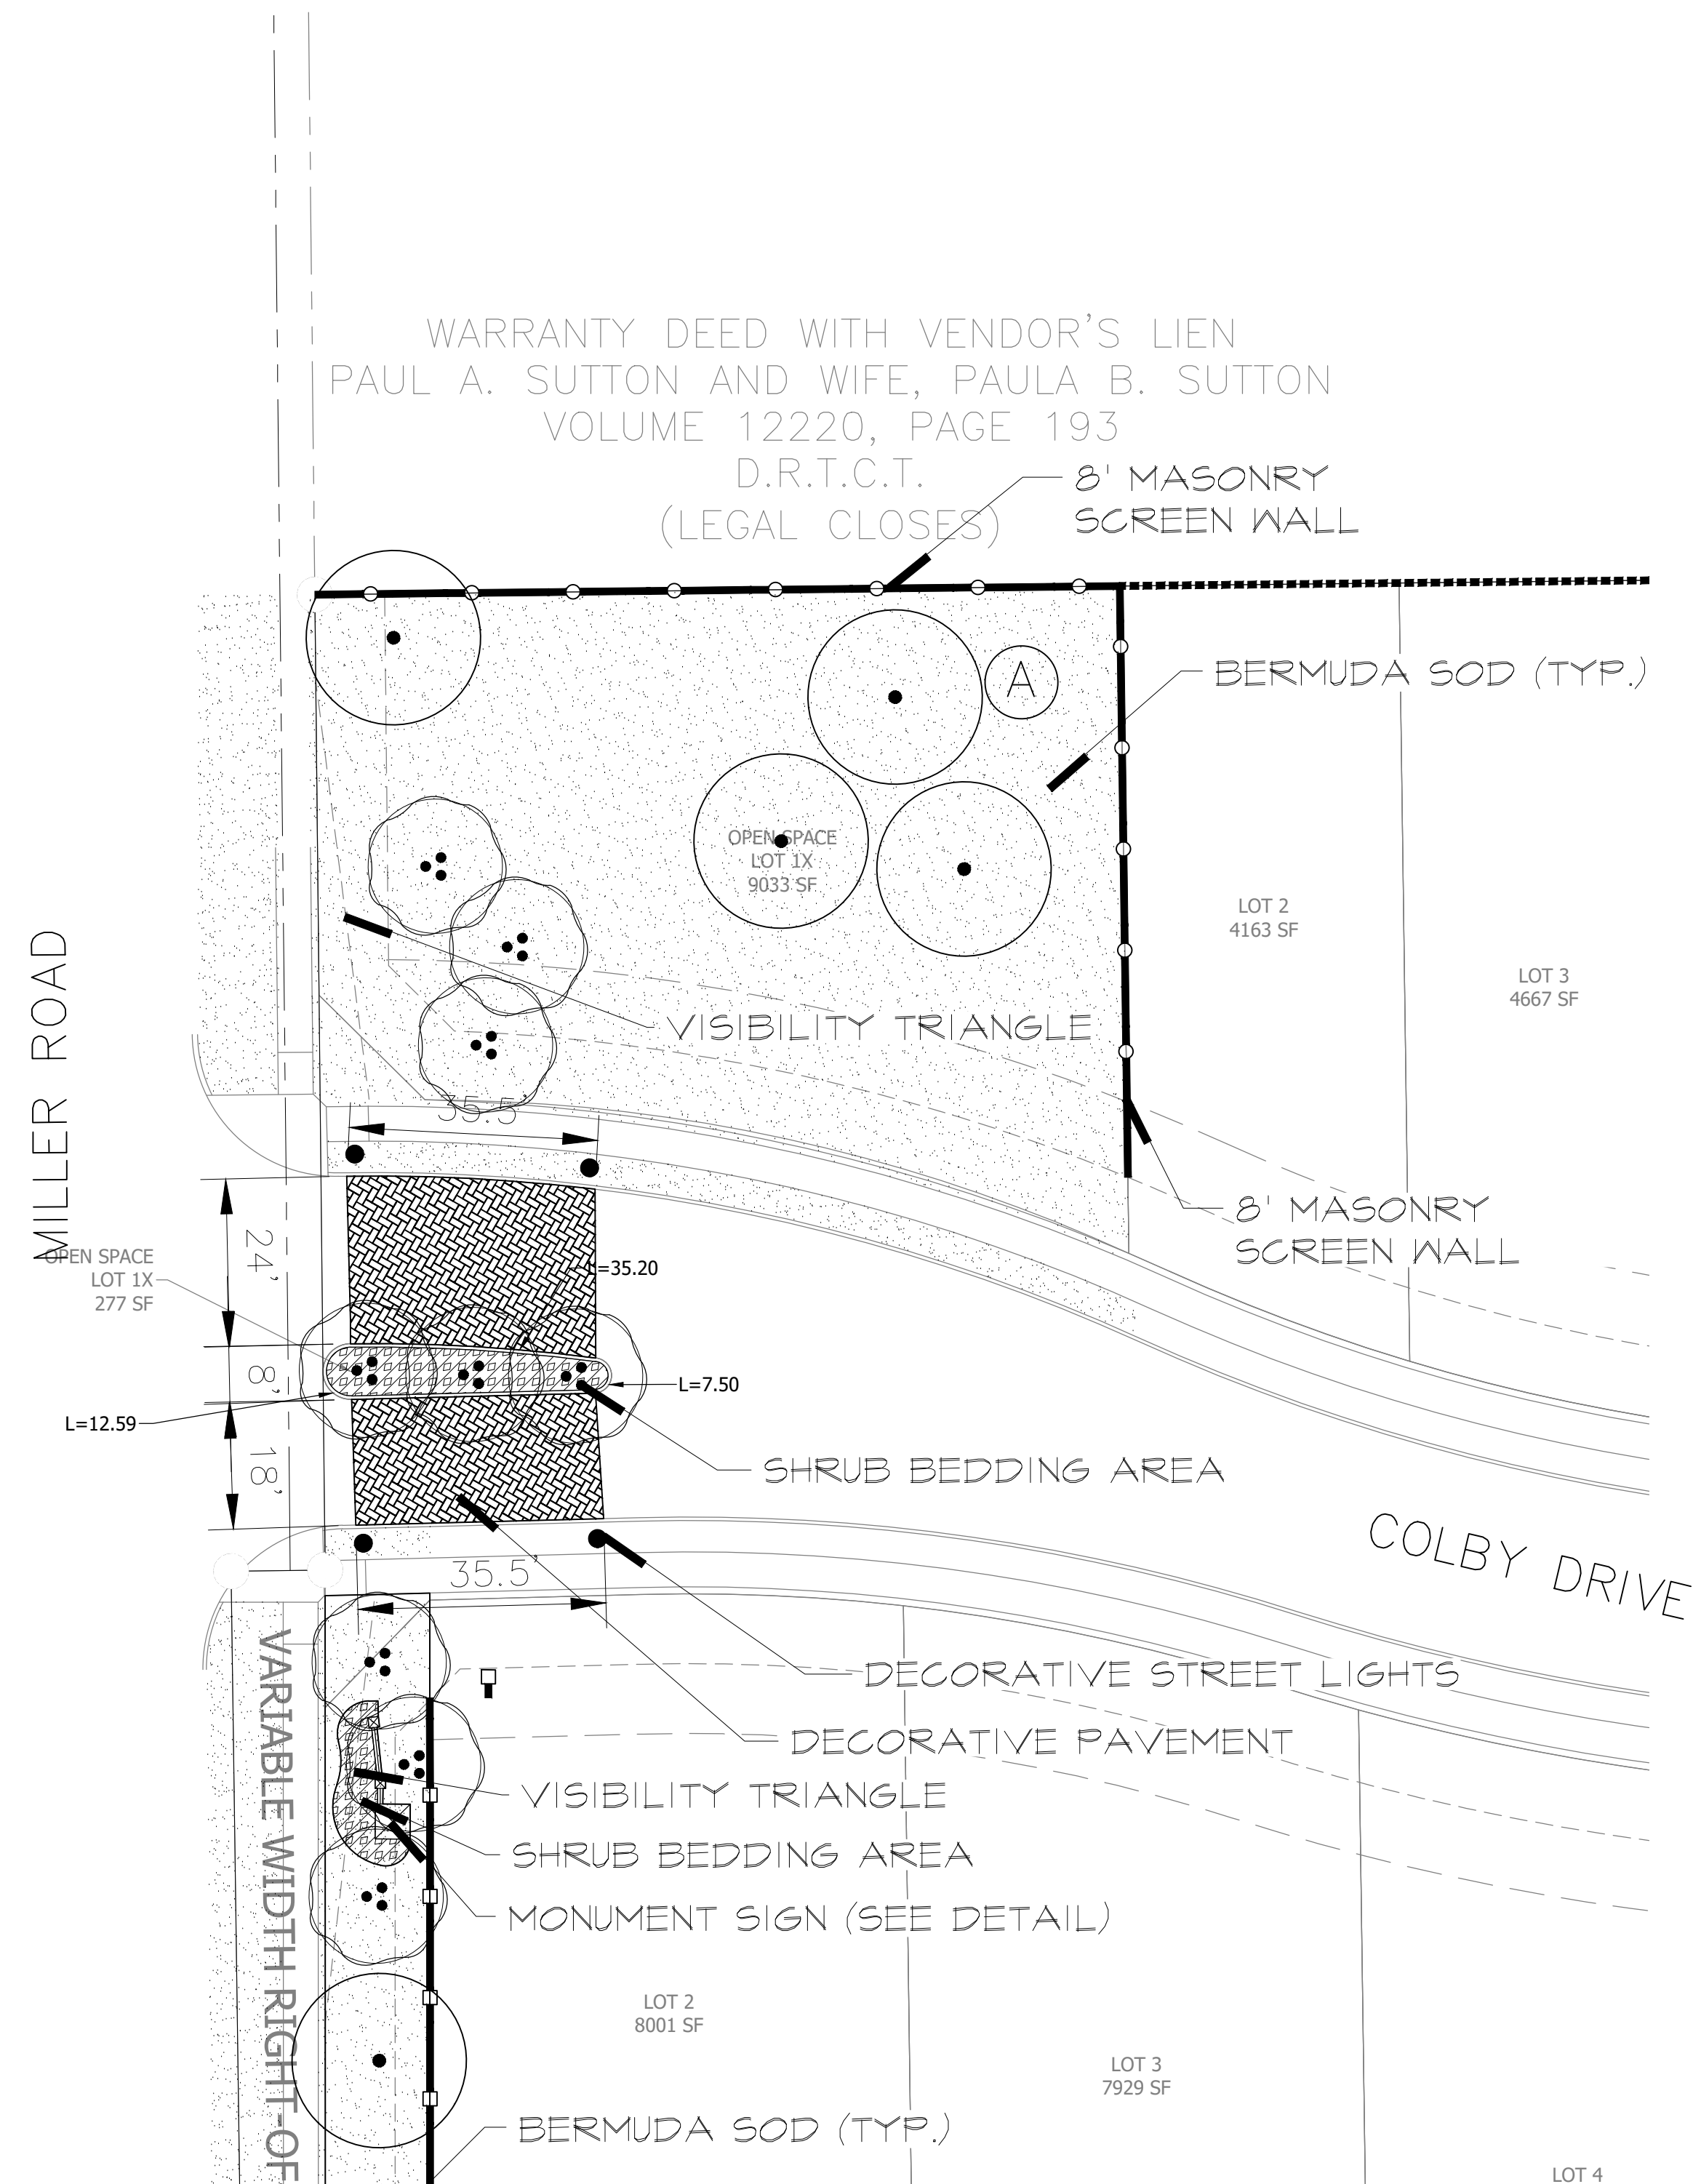 WARRANTY DEED WITH VENDOR'S LIEN
PAUL A. SUTTON AND WIFE, PAULA B. SUTTON
VOLUME 12220, PAGE 193
D.R.T.C.T.
(LEGAL CLOSES)
8' MASONRY
SCREEN WALL
BERMUDA SOD (TYP.)
A
OPEN SPACE
LOT 1X
9033 SF
LOT 2
4163 SF
LOT 3
4667 SF
MILLER ROAD
VISIBILITY TRIANGLE
35.5'
8' MASONRY
SCREEN WALL
24'
OPEN SPACE
LOT 1X
277 SF
L=35.20
8'
L=7.50
L=12.59
18'
SHRUB BEDDING AREA
COLBY DRIVE
35.5'
DECORATIVE STREET LIGHTS
DECORATIVE PAVEMENT
VISIBILITY TRIANGLE
SHRUB BEDDING AREA
MONUMENT SIGN (SEE DETAIL)
VARIABLE WIDTH RIGHT-OF
LOT 2
8001 SF
LOT 3
7929 SF
BERMUDA SOD (TYP.)
LOT 4